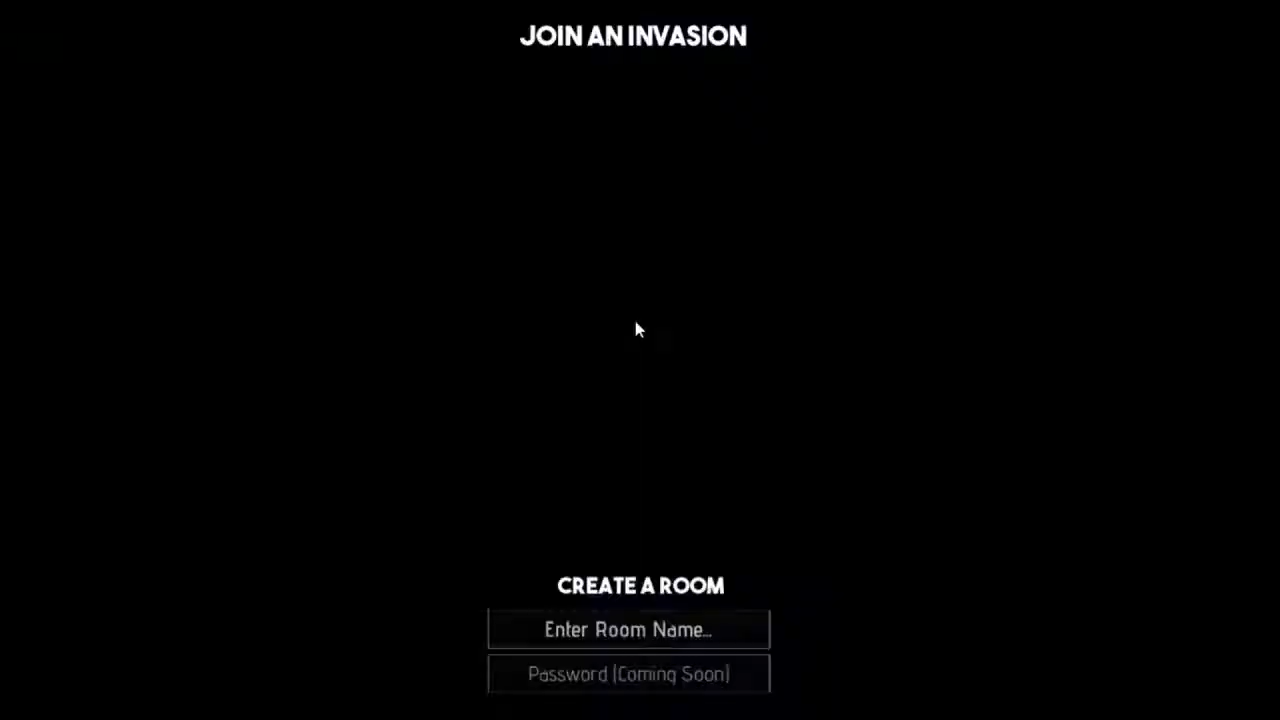 JOIN AN INVASION
CREATE A ROOM
Enter Room Name...
Password (Coming Soon)